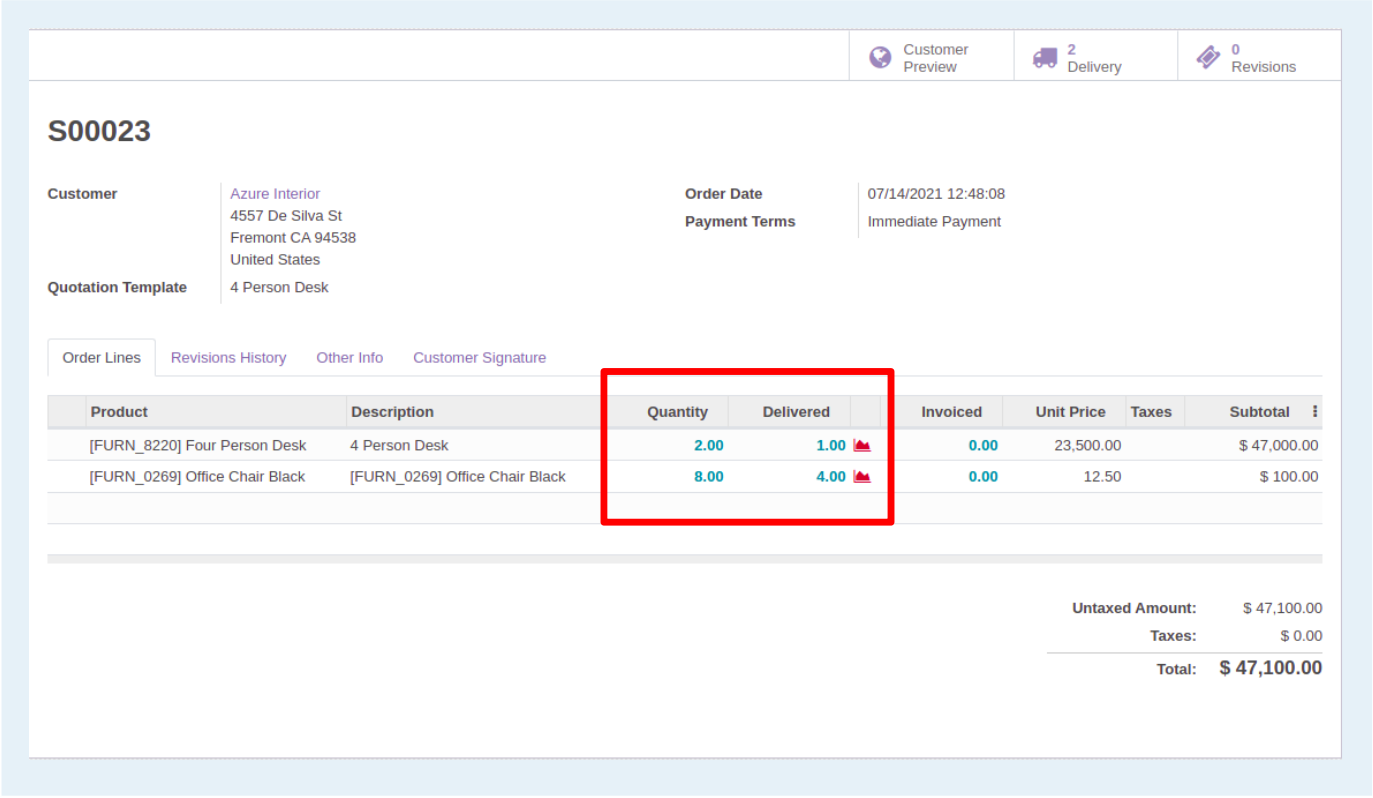 Customer Preview
2 Delivery
0 Revisions
S00023
Customer Azure Interior
4557 De Silva St
Fremont CA 94538
United States
Quotation Template 4 Person Desk
Order Date 07/14/2021 12:48:08
Payment Terms Immediate Payment
Order Lines Revisions History Other Info Customer Signature
Product Description Quantity Delivered Invoiced Unit Price Taxes Subtotal
[FURN_8220] Four Person Desk 4 Person Desk 2.00 1.00 0.00 23,500.00 $ 47,000.00
[FURN_0269] Office Chair Black [FURN_0269] Office Chair Black 8.00 4.00 0.00 12.50 $ 100.00
Untaxed Amount: $ 47,100.00
Taxes: $ 0.00
Total: $ 47,100.00